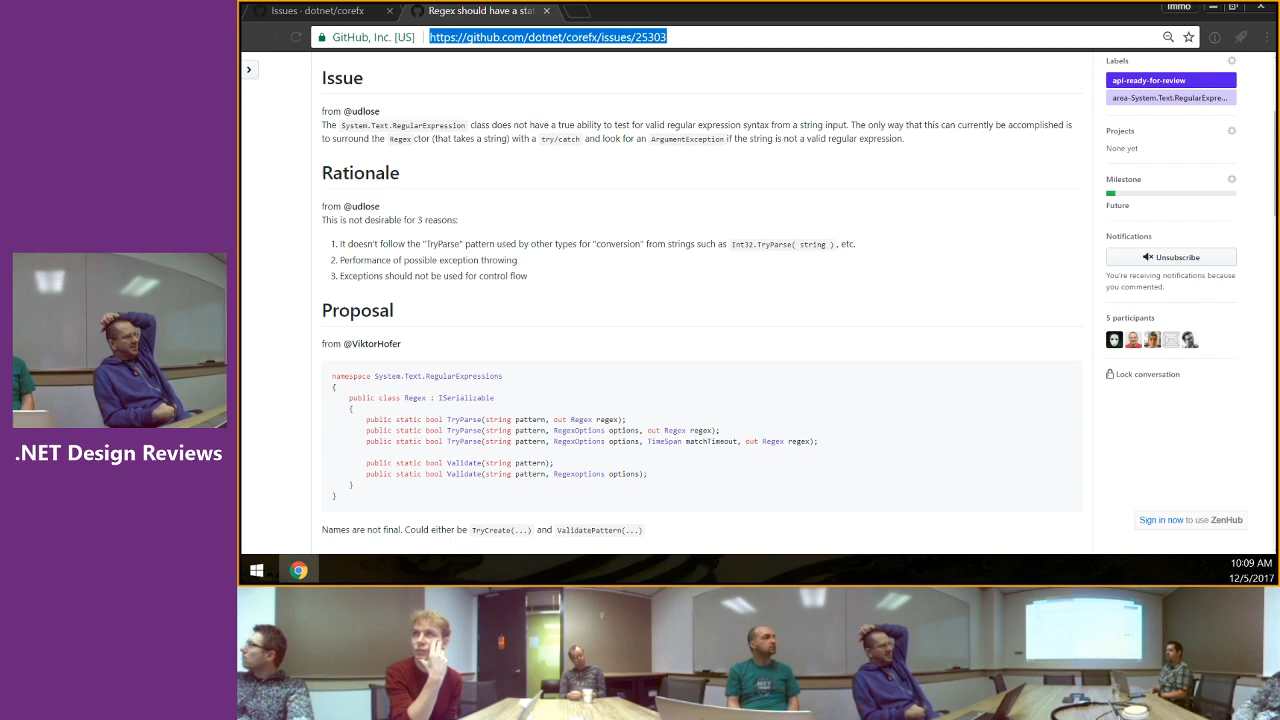 Issues · dotnet/corefx
Regex should have a sta
Immo
GitHub, Inc. [US]
https://github.com/dotnet/corefx/issues/25303
Issue
from @udlose
The System.Text.RegularExpression class does not have a true ability to test for valid regular expression syntax from a string input. The only way that this can currently be accomplished is
to surround the Regex ctor (that takes a string) with a try/catch and look for an ArgumentException if the string is not a valid regular expression.
Rationale
from @udlose
This is not desirable for 3 reasons:
1. It doesn't follow the "TryParse" pattern used by other types for "conversion" from strings such as Int32.TryParse( string ), etc.
2. Performance of possible exception throwing
3. Exceptions should not be used for control flow
Proposal
from @ViktorHofer
namespace System.Text.RegularExpressions
{
public class Regex : ISerializable
{
public static bool TryParse(string pattern, out Regex regex);
public static bool TryParse(string pattern, RegexOptions options, out Regex regex);
public static bool TryParse(string pattern, RegexOptions options, TimeSpan matchTimeout, out Regex regex);
public static bool Validate(string pattern);
public static bool Validate(string pattern, Regexoptions options);
}
}
Names are not final. Could either be TryCreate(...) and ValidatePattern(...)
Labels
api-ready-for-review
area-System.Text.RegularExpre...
Projects
None yet
Milestone
Future
Notifications
Unsubscribe
You're receiving notifications because
you commented.
5 participants
Lock conversation
Sign in now to use ZenHub
10:09 AM
12/5/2017
.NET Design Reviews
.NET